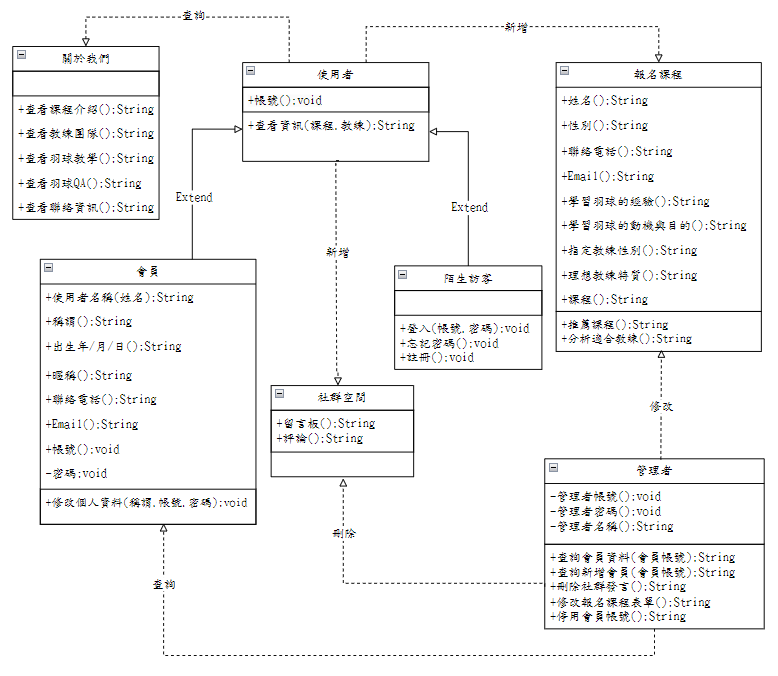 查詢
新增
關於我們
+查看課程介紹():String
+查看教練團隊():String
+查看羽球教學():String
+查看羽球QA():String
+查看聯絡資訊():String
使用者
+帳號():void
+查看資訊(課程,教練):String
報名課程
+姓名():String
+性別():String
+聯絡電話():String
+Email():String
+學習羽球的經驗():String
+學習羽球的動機與目的():String
+指定教練性別():String
+理想教練特質():String
+課程():String
+推薦課程():String
+分析適合教練():String
Extend
Extend
新增
會員
+使用者名稱(姓名):String
+稱謂():String
+出生年/月/日():String
+暱稱():String
+聯絡電話():String
+Email():String
+帳號():void
-密碼:void
+修改個人資料(稱謂,帳號,密碼):void
陌生訪客
+登入(帳號,密碼):void
+忘記密碼():void
+註冊():void
社群空間
+留言板():String
+評論():String
修改
管理者
-管理者帳號():void
-管理者密碼():void
-管理者名稱():String
+查詢會員資料(會員帳號):String
+查詢新增會員(會員帳號):String
+刪除社群發言():String
+修改報名課程表單():String
+停用會員帳號():String
刪除
查詢